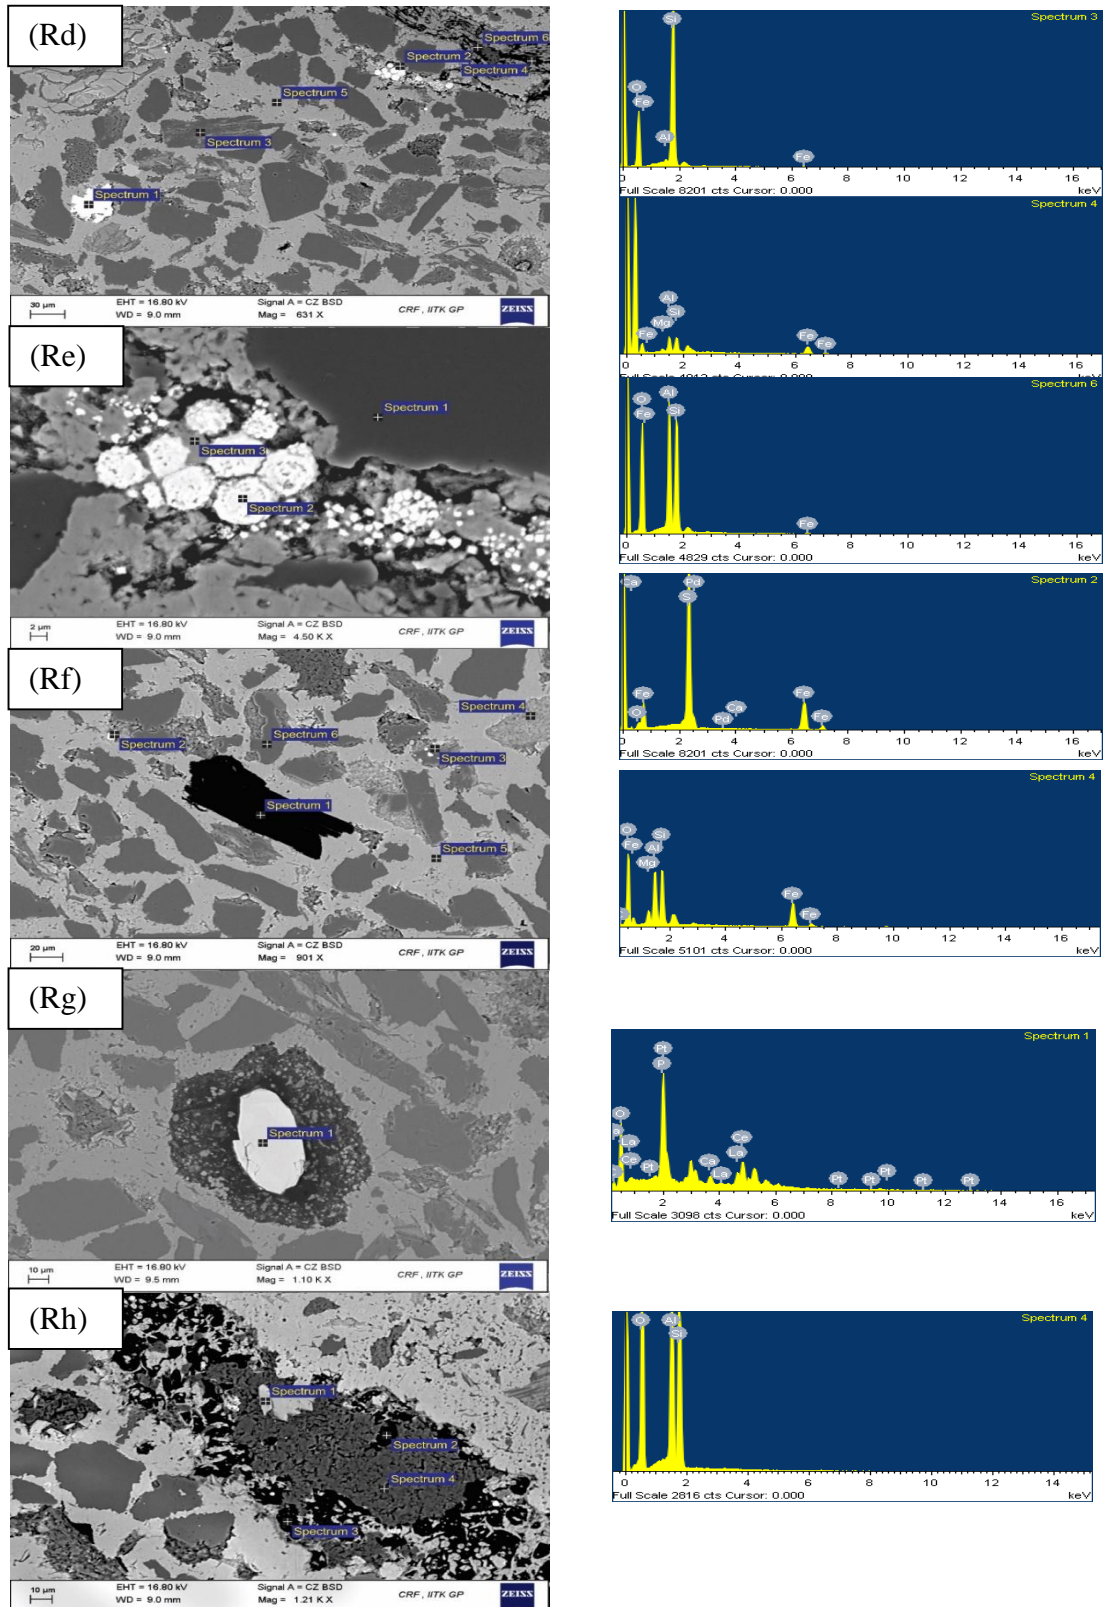 (Rd)
Spectrum 6
Spectrum 2
Spectrum 4
Spectrum 5
Spectrum 3
Spectrum 1
30 µm
EHT = 16.80 kV
WD = 9.0 mm
Signal A = CZ BSD
Mag = 631 X
CRF , IITK GP
ZEISS
Spectrum 3
Si
O
Fe
Al
Fe
0 2 4 6 8 10 12 14 16
Full Scale 8201 cts Cursor: 0.000
keV
Spectrum 4
Al
Si
Mg
Fe
Fe
Fe
0 2 4 6 8 10 12 14 16
Spectrum 6
Al
O
Si
Fe
Fe
0 2 4 6 8 10 12 14 16
Full Scale 4829 cts Cursor: 0.000
keV
(Re)
Spectrum 1
Spectrum 3
Spectrum 2
2 µm
EHT = 16.80 kV
WD = 9.0 mm
Signal A = CZ BSD
Mag = 4.50 K X
CRF , IITK GP
ZEISS
Spectrum 2
Ca
Pd
S
Fe
Fe
O
Ca
Pd
Fe
0 2 4 6 8 10 12 14 16
Full Scale 8201 cts Cursor: 0.000
keV
(Rf)
Spectrum 4
Spectrum 2
Spectrum 6
Spectrum 3
Spectrum 1
Spectrum 5
20 µm
EHT = 16.80 kV
WD = 9.0 mm
Signal A = CZ BSD
Mag = 901 X
CRF , IITK GP
ZEISS
Spectrum 4
O
Si
Fe
Al
Mg
Fe
Fe
2 4 6 8 10 12 14 16
Full Scale 5101 cts Cursor: 0.000
keV
(Rg)
Spectrum 1
10 µm
EHT = 16.80 kV
WD = 9.5 mm
Signal A = CZ BSD
Mag = 1.10 K X
CRF , IITK GP
ZEISS
Spectrum 1
Pt
P
O
La
Ce
Ce
La
Pt
Ca
La
Pt
Pt
Pt
Pt
Pt
2 4 6 8 10 12 14 16
Full Scale 3098 cts Cursor: 0.000
keV
(Rh)
Spectrum 1
Spectrum 2
Spectrum 4
Spectrum 3
10 µm
EHT = 16.80 kV
WD = 9.0 mm
Signal A = CZ BSD
Mag = 1.21 K X
CRF , IITK GP
ZEISS
Spectrum 4
O
Al
Si
0 2 4 6 8 10 12 14
Full Scale 2816 cts Cursor: 0.000
keV